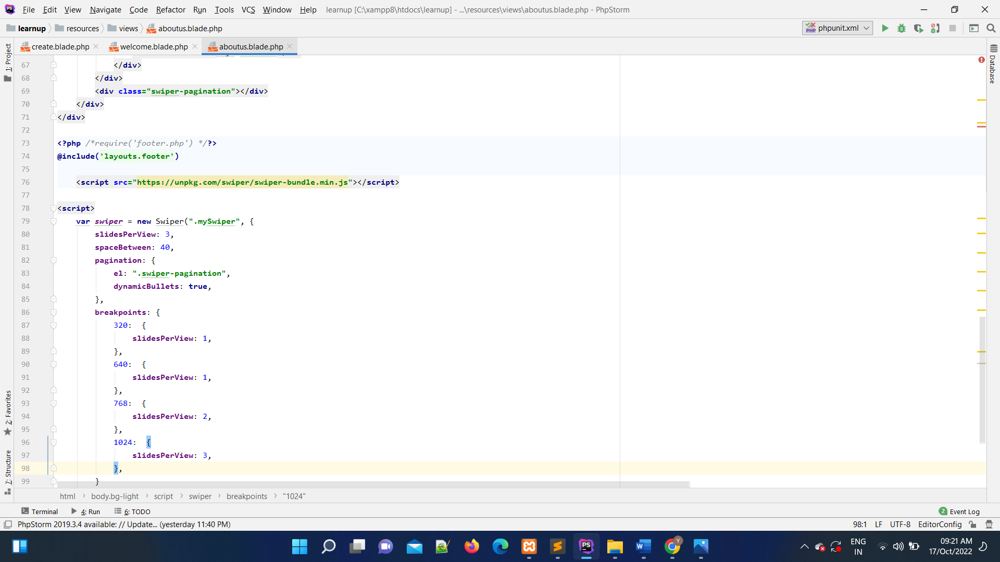 File Edit View Navigate Code Refactor Run Tools VCS Window Help learnup [C:\xampp8\htdocs\learnup] - ...\resources\views\aboutus.blade.php - PhpStorm
learnup resources views aboutus.blade.php phpunit.xml
create.blade.php welcome.blade.php aboutus.blade.php
1: Project
Database
67 </div>
68 </div>
69 <div class="swiper-pagination"></div>
70 </div>
71 </div>
72
73 <?php /*require('footer.php') */?>
74 @include('layouts.footer')
75
76 <script src="https://unpkg.com/swiper/swiper-bundle.min.js"></script>
77
78 <script>
79 var swiper = new Swiper(".mySwiper", {
80 slidesPerView: 3,
81 spaceBetween: 40,
82 pagination: {
83 el: ".swiper-pagination",
84 dynamicBullets: true,
85 },
86 breakpoints: {
87 320: {
88 slidesPerView: 1,
89 },
90 640: {
91 slidesPerView: 1,
92 },
93 768: {
94 slidesPerView: 2,
95 },
96 1024: {
97 slidesPerView: 3,
98 },
99 }
2: Favorites
7: Structure
html body.bg-light script swiper breakpoints "1024"
Terminal 4: Run 6: TODO 2 Event Log
PhpStorm 2019.3.4 available: // Update... (yesterday 11:40 PM) 98:1 LF UTF-8 EditorConfig
ENG 09:21 AM
IN 17/Oct/2022